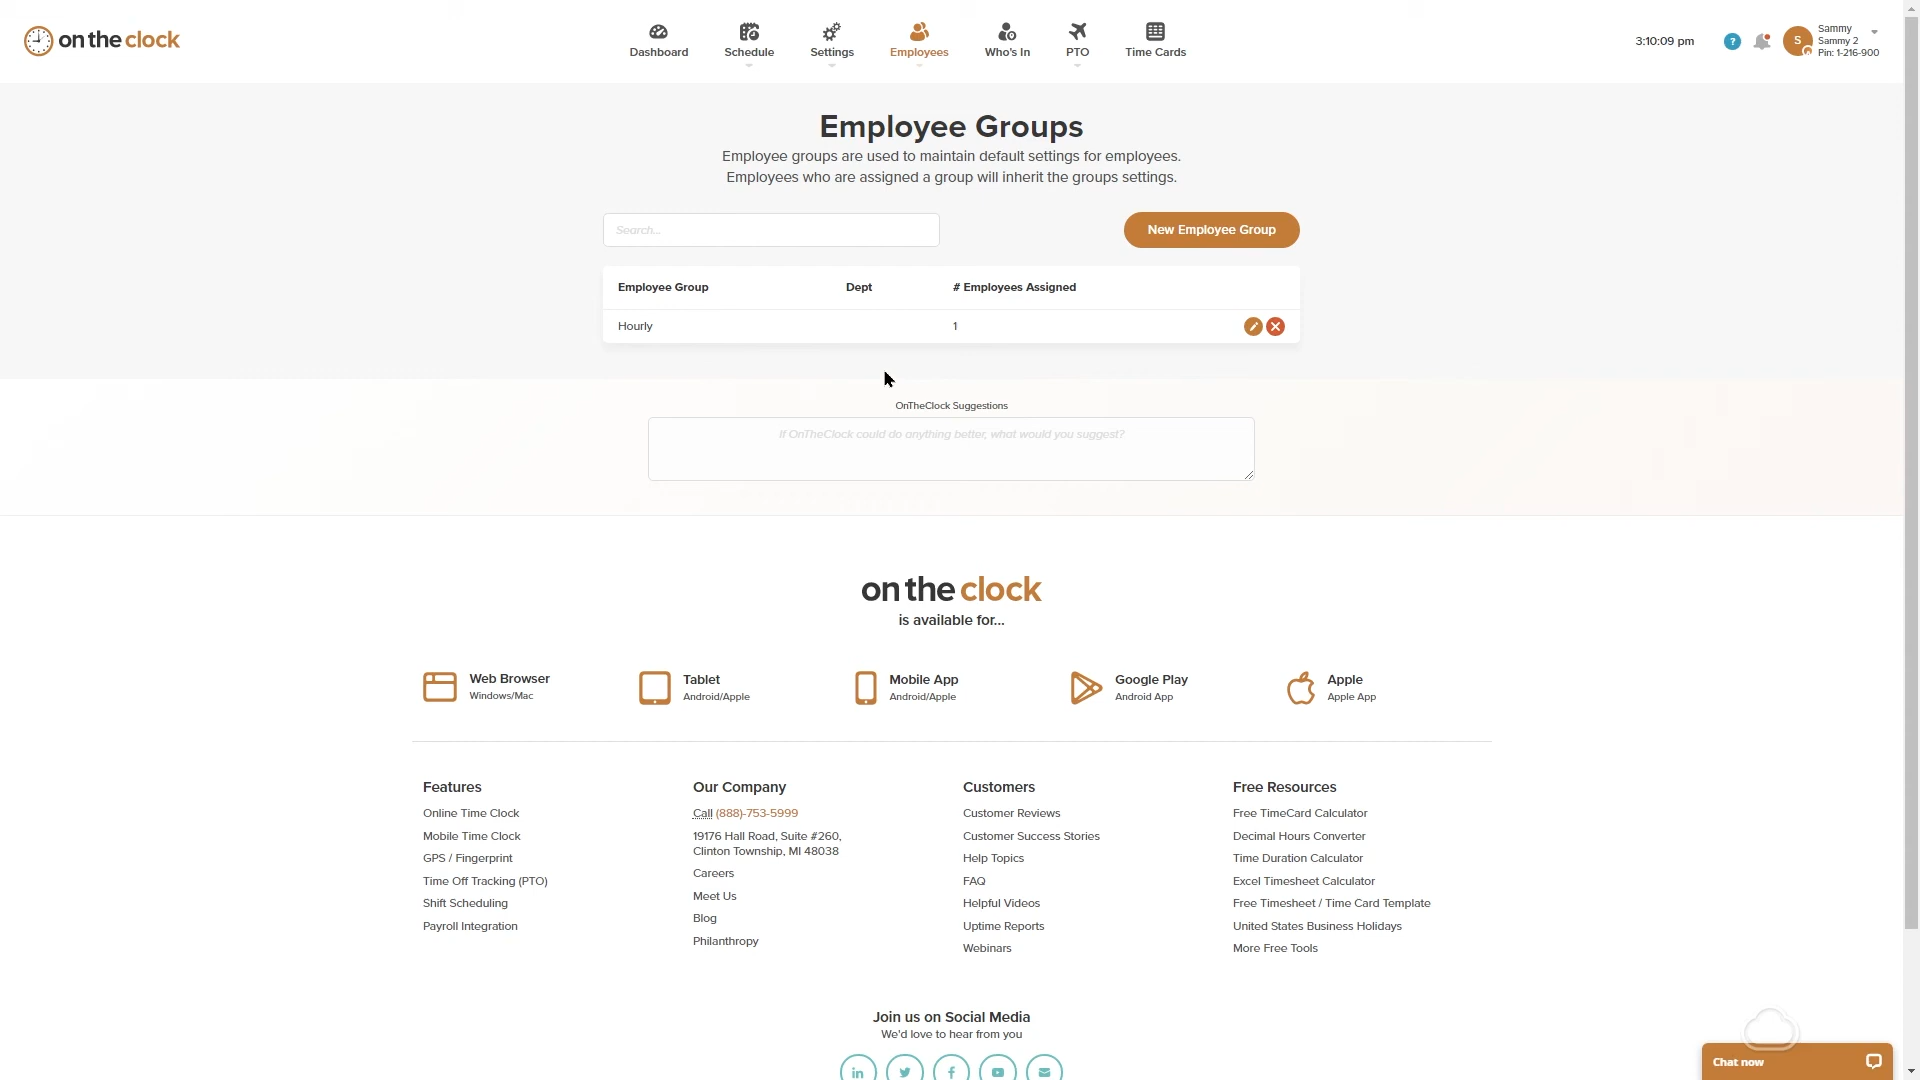 on the clock
Dashboard
Schedule
Settings
Employees
Who's In
PTO
Time Cards
3:10:09 pm
?
S
Sammy
Sammy 2
Pin: 1-216-900
Employee Groups
Employee groups are used to maintain default settings for employees.
Employees who are assigned a group will inherit the groups settings.
Search...
New Employee Group
Employee Group Dept # Employees Assigned
Hourly 1
OnTheClock Suggestions
If OnTheClock could do anything better, what would you suggest?
on the clock
is available for...
Web Browser
Windows/Mac
Tablet
Android/Apple
Mobile App
Android/Apple
Google Play
Android App
Apple
Apple App
Features
Online Time Clock
Mobile Time Clock
GPS / Fingerprint
Time Off Tracking (PTO)
Shift Scheduling
Payroll Integration
Our Company
Call (888)-753-5999
19176 Hall Road, Suite #260,
Clinton Township, MI 48038
Careers
Meet Us
Blog
Philanthropy
Customers
Customer Reviews
Customer Success Stories
Help Topics
FAQ
Helpful Videos
Uptime Reports
Webinars
Free Resources
Free TimeCard Calculator
Decimal Hours Converter
Time Duration Calculator
Excel Timesheet Calculator
Free Timesheet / Time Card Template
United States Business Holidays
More Free Tools
Join us on Social Media
We'd love to hear from you
Chat now